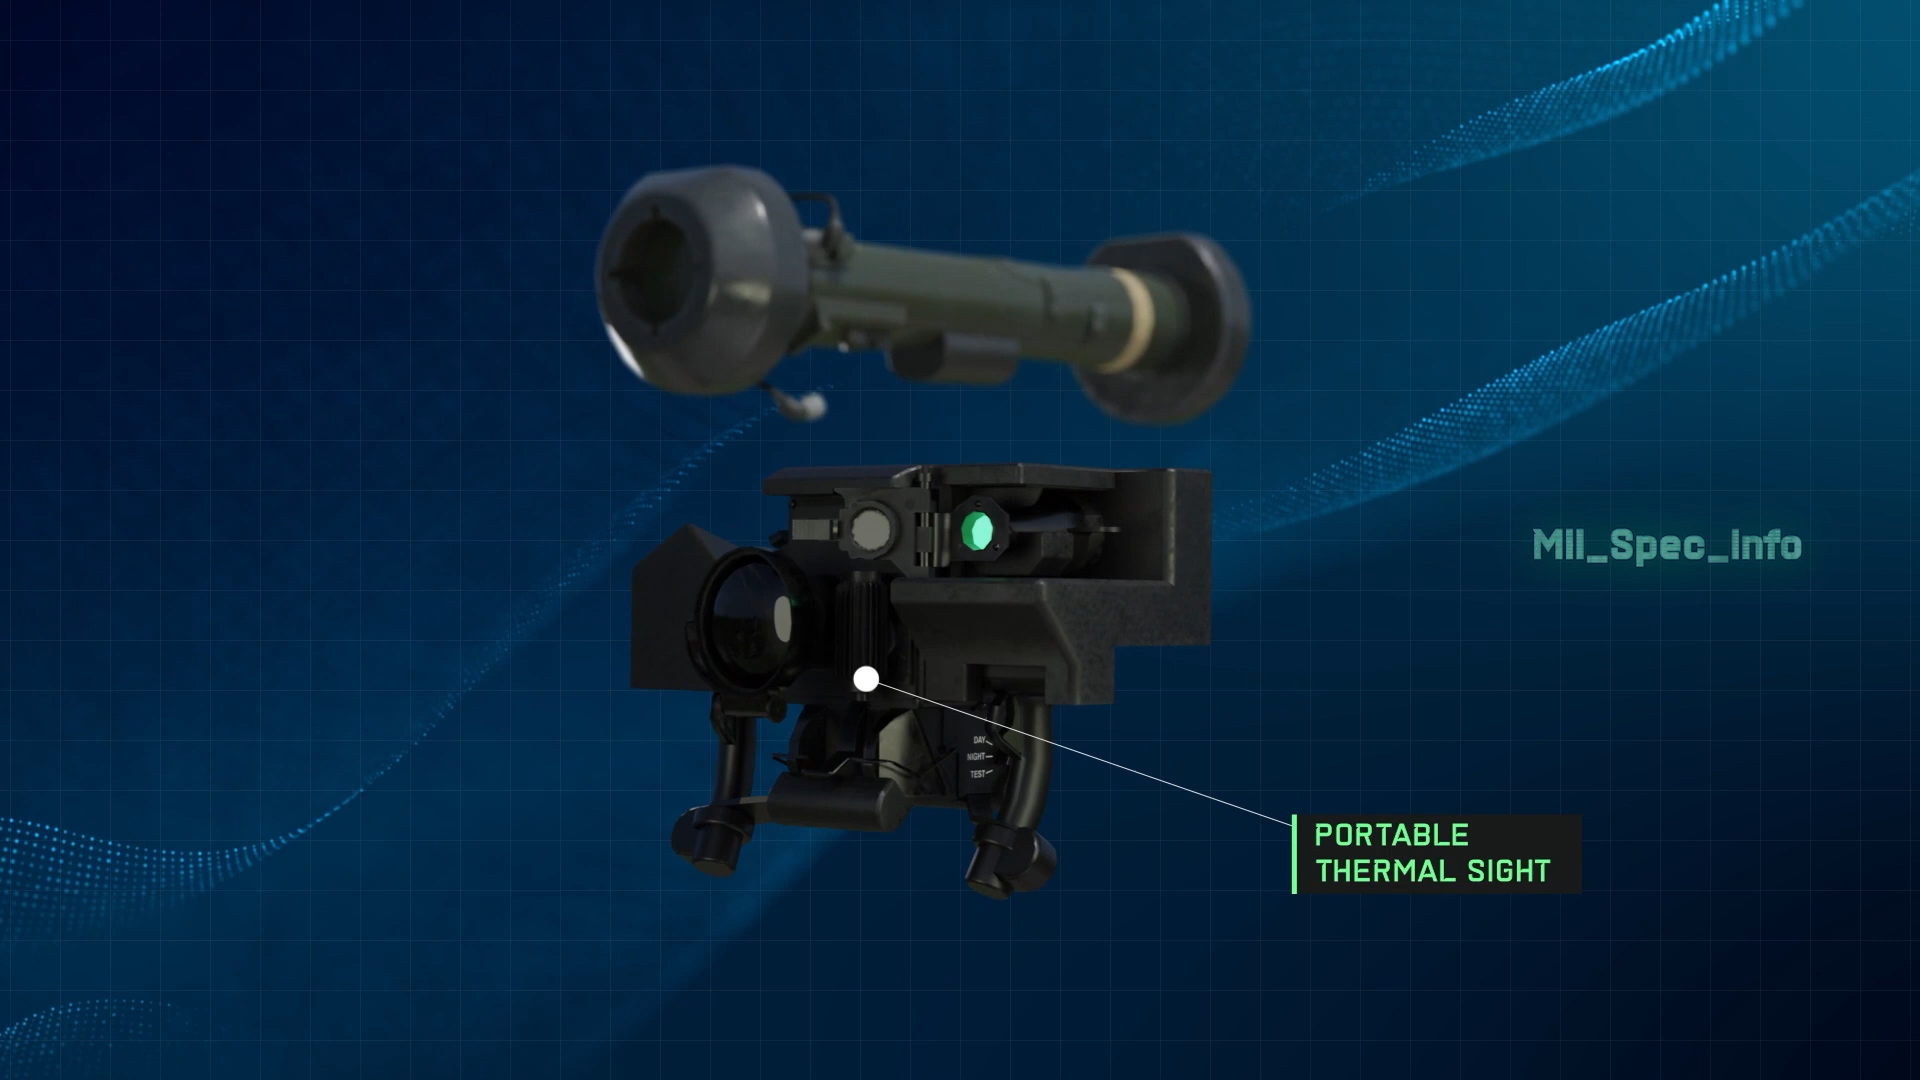 MIl_Spec_Info
DAY
NIGHT
TEST
PORTABLE
THERMAL SIGHT